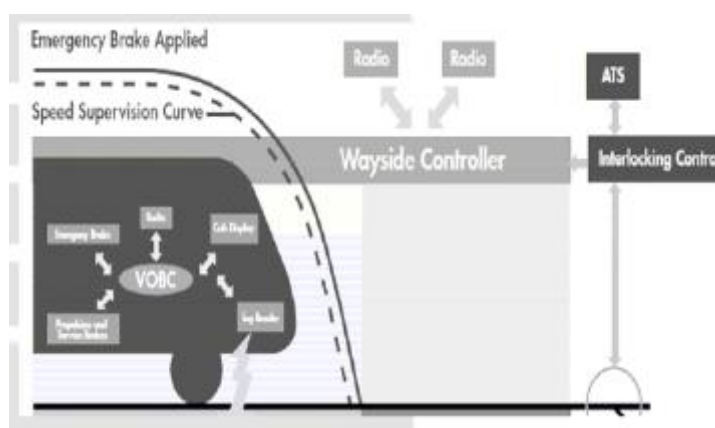 Emergency Brake Applied
Speed Supervision Curve
Radio
Radio
ATS
Wayside Controller
Interlocking Contro
Radio
Emergency Brake
Cab Display
VOBC
Propulsion and
Service Brakes
Tag Reader